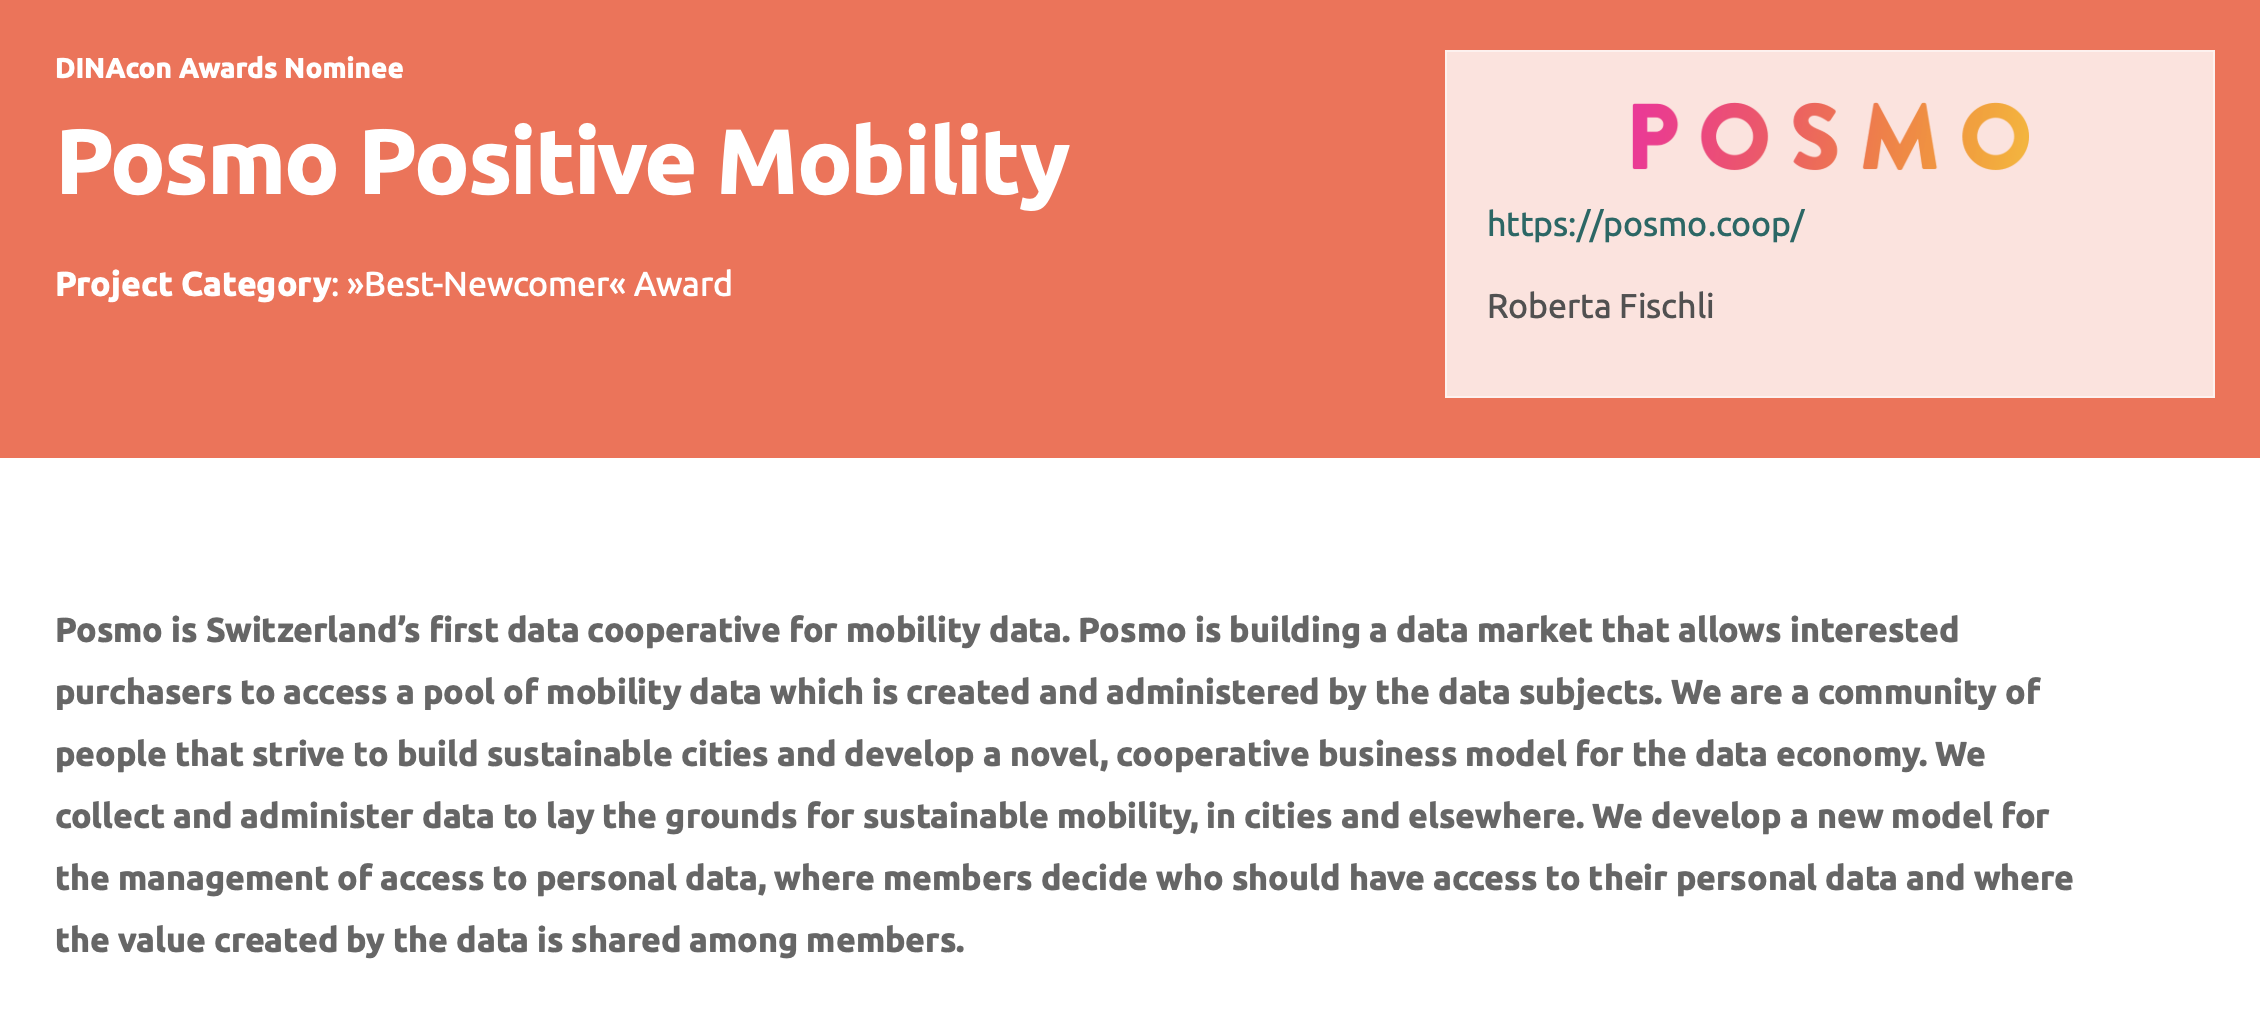 DINAcon Awards Nominee
Posmo Positive Mobility
Project Category: »Best-Newcomer« Award
POSMO
https://posmo.coop/
Roberta Fischli
Posmo is Switzerland’s first data cooperative for mobility data. Posmo is building a data market that allows interested
purchasers to access a pool of mobility data which is created and administered by the data subjects. We are a community of
people that strive to build sustainable cities and develop a novel, cooperative business model for the data economy. We
collect and administer data to lay the grounds for sustainable mobility, in cities and elsewhere. We develop a new model for
the management of access to personal data, where members decide who should have access to their personal data and where
the value created by the data is shared among members.